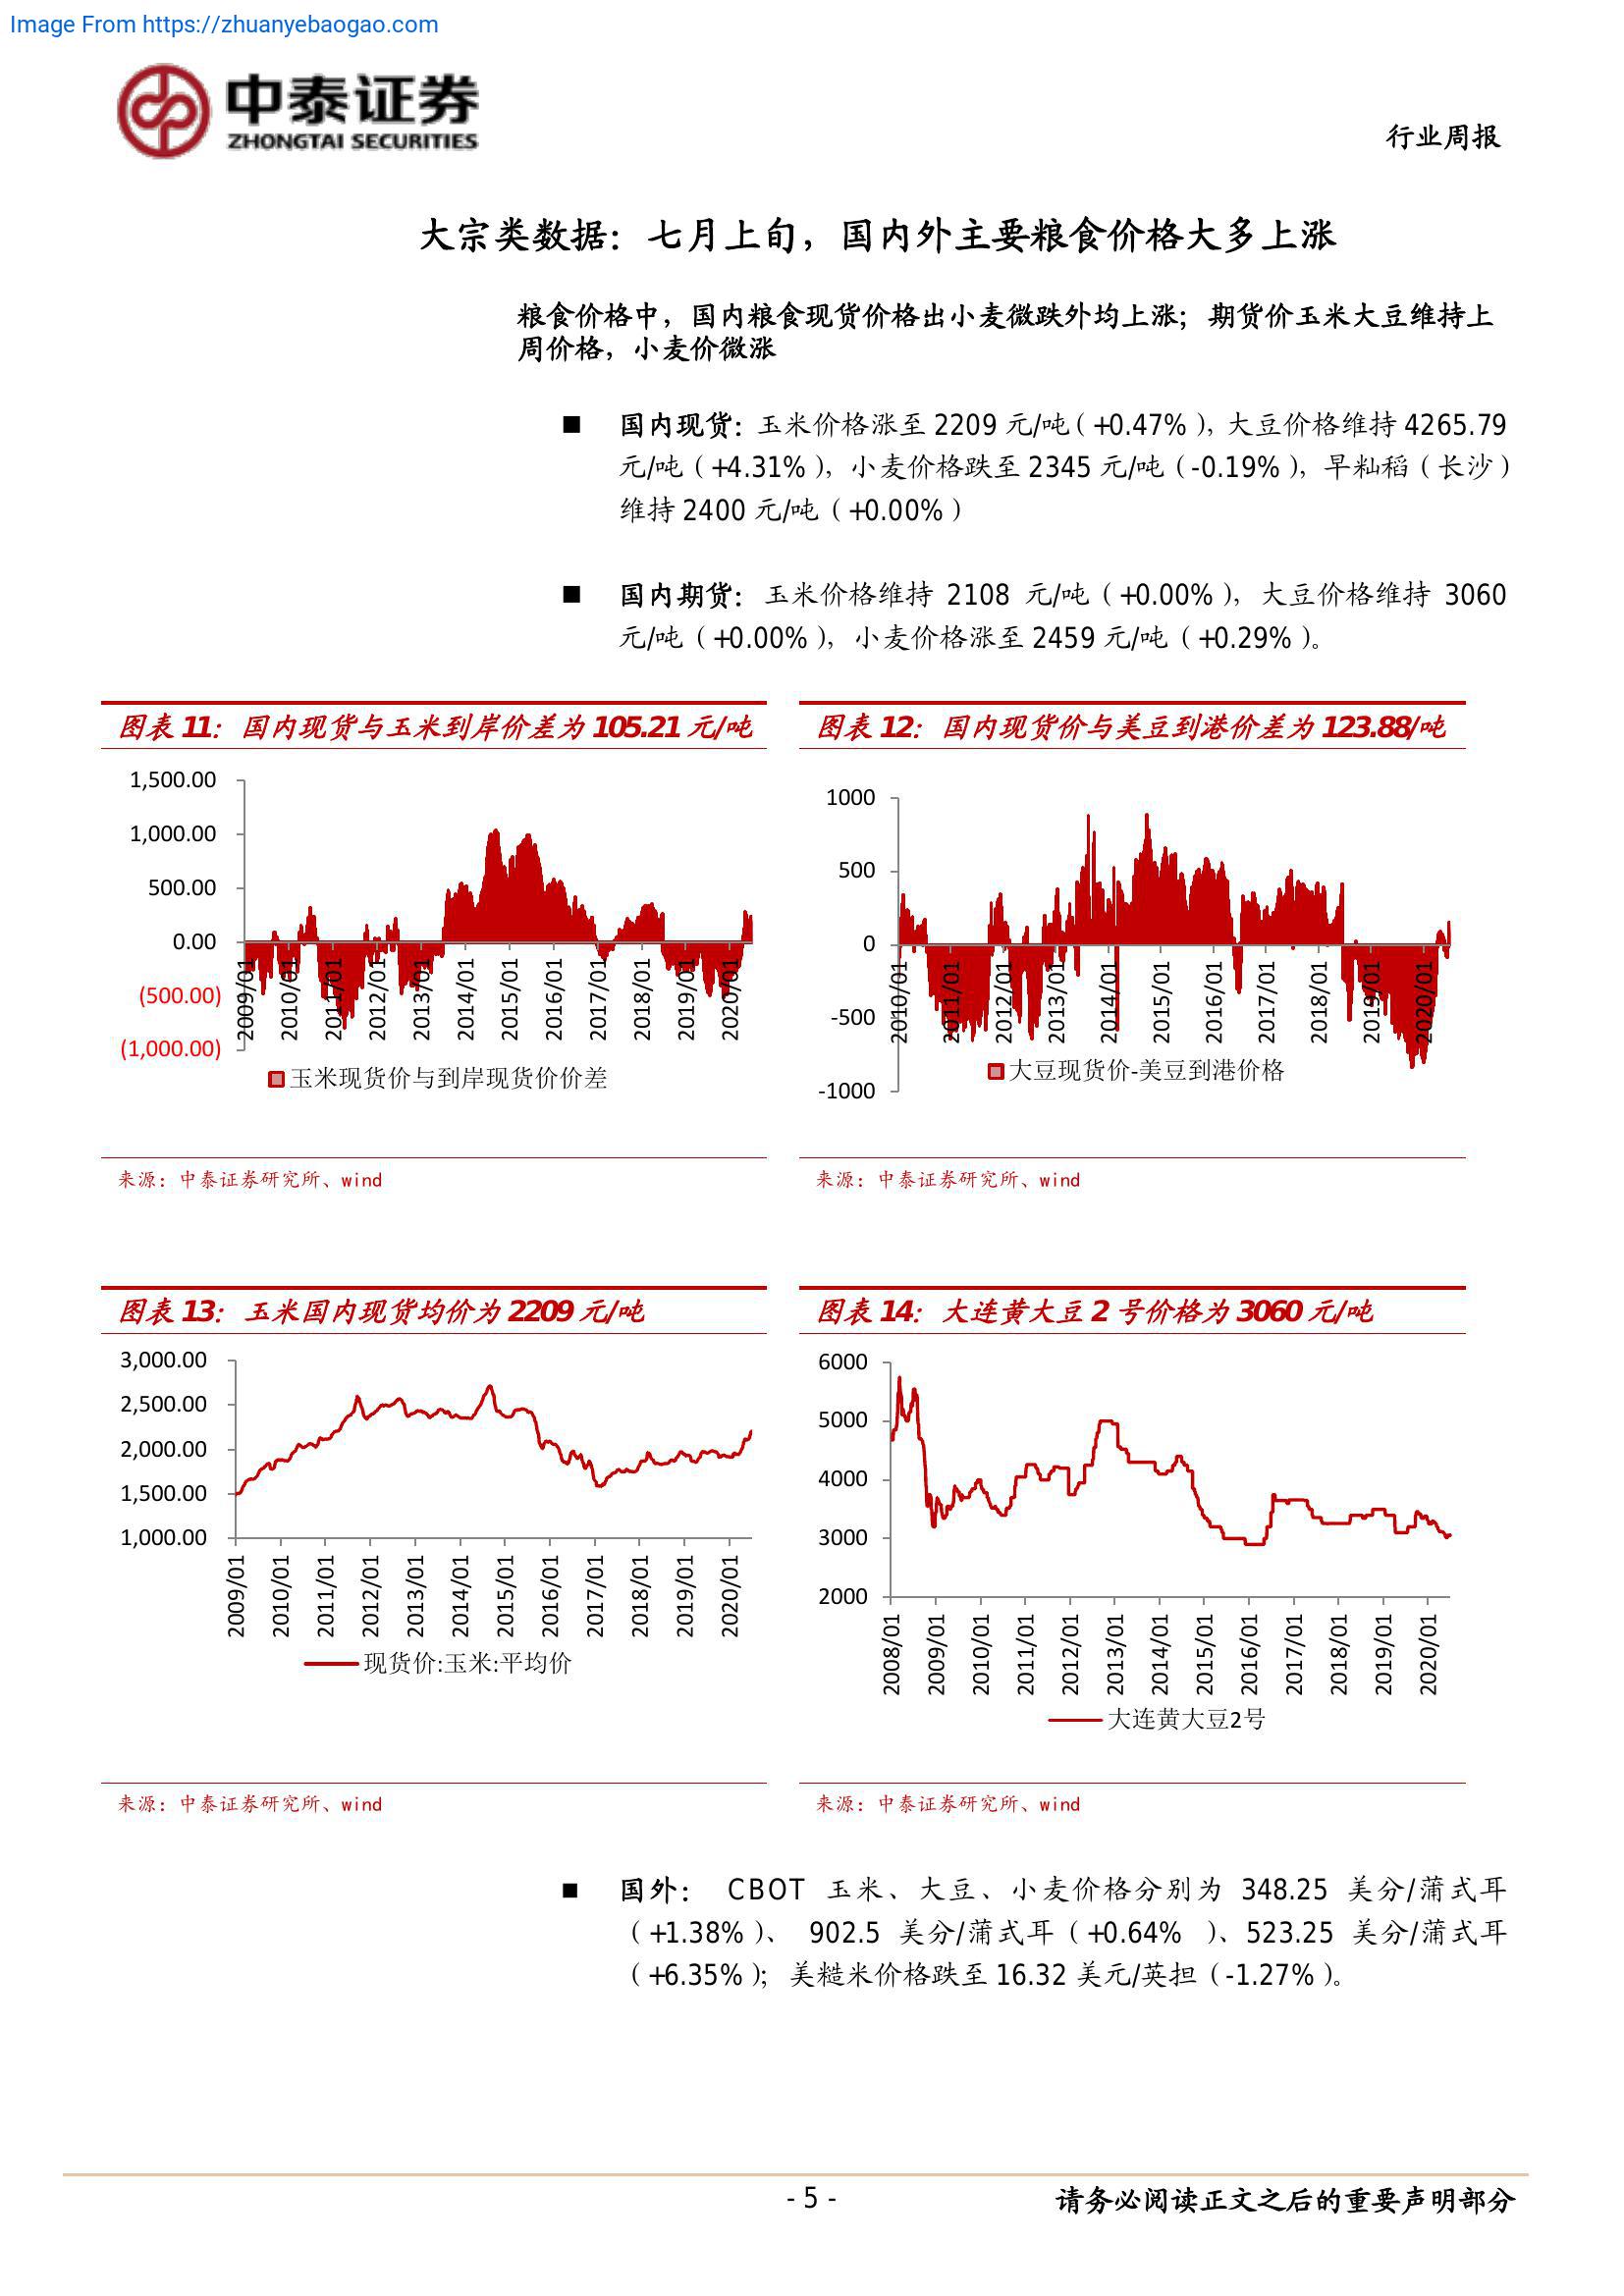 Image From https://zhuanyebaogao.com
中泰证券
ZHONGTAI SECURITIES
行业周报
大宗类数据：七月上旬，国内外主要粮食价格大多上涨
粮食价格中，国内粮食现货价格出小麦微跌外均上涨；期货价玉米大豆维持上
周价格，小麦价微涨
■ 国内现货：玉米价格涨至 2209 元/吨（+0.47%），大豆价格维持 4265.79
元/吨（+4.31%），小麦价格跌至 2345 元/吨（-0.19%），早籼稻（长沙）
维持 2400 元/吨（+0.00%）
■ 国内期货：玉米价格维持 2108 元/吨（+0.00%），大豆价格维持 3060
元/吨（+0.00%），小麦价格涨至 2459 元/吨（+0.29%）。
图表 11：国内现货与玉米到岸价差为 105.21 元/吨
1,500.00
1,000.00
500.00
0.00
(500.00)
(1,000.00)
2009/01
2010/01
2011/01
2012/01
2013/01
2014/01
2015/01
2016/01
2017/01
2018/01
2019/01
2020/01
玉米现货价与到岸现货价价差
来源：中泰证券研究所、wind
图表 12：国内现货价与美豆到港价差为 123.88/吨
1000
500
0
-500
-1000
2010/01
2011/01
2012/01
2013/01
2014/01
2015/01
2016/01
2017/01
2018/01
2019/01
2020/01
大豆现货价-美豆到港价格
来源：中泰证券研究所、wind
图表 13：玉米国内现货均价为 2209 元/吨
3,000.00
2,500.00
2,000.00
1,500.00
1,000.00
2009/01
2010/01
2011/01
2012/01
2013/01
2014/01
2015/01
2016/01
2017/01
2018/01
2019/01
2020/01
现货价:玉米:平均价
来源：中泰证券研究所、wind
图表 14：大连黄大豆 2 号价格为 3060 元/吨
6000
5000
4000
3000
2000
2008/01
2009/01
2010/01
2011/01
2012/01
2013/01
2014/01
2015/01
2016/01
2017/01
2018/01
2019/01
2020/01
大连黄大豆2号
来源：中泰证券研究所、wind
■ 国外： CBOT 玉米、大豆、小麦价格分别为 348.25 美分/蒲式耳
（+1.38%）、 902.5 美分/蒲式耳（+0.64% ）、523.25 美分/蒲式耳
（+6.35%）；美糙米价格跌至 16.32 美元/英担（-1.27%）。
- 5 -
请务必阅读正文之后的重要声明部分